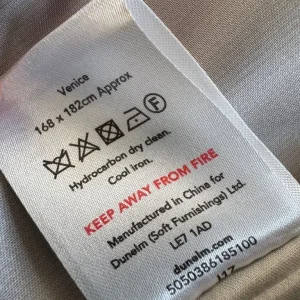 Venice
168 x 182cm Approx
F
Hydrocarbon dry clean.
Cool iron.
KEEP AWAY FROM FIRE
Manufactured in China for
Dunelm (Soft Furnishings) Ltd.
LE7 1AD
dunelm.com
5050386185100